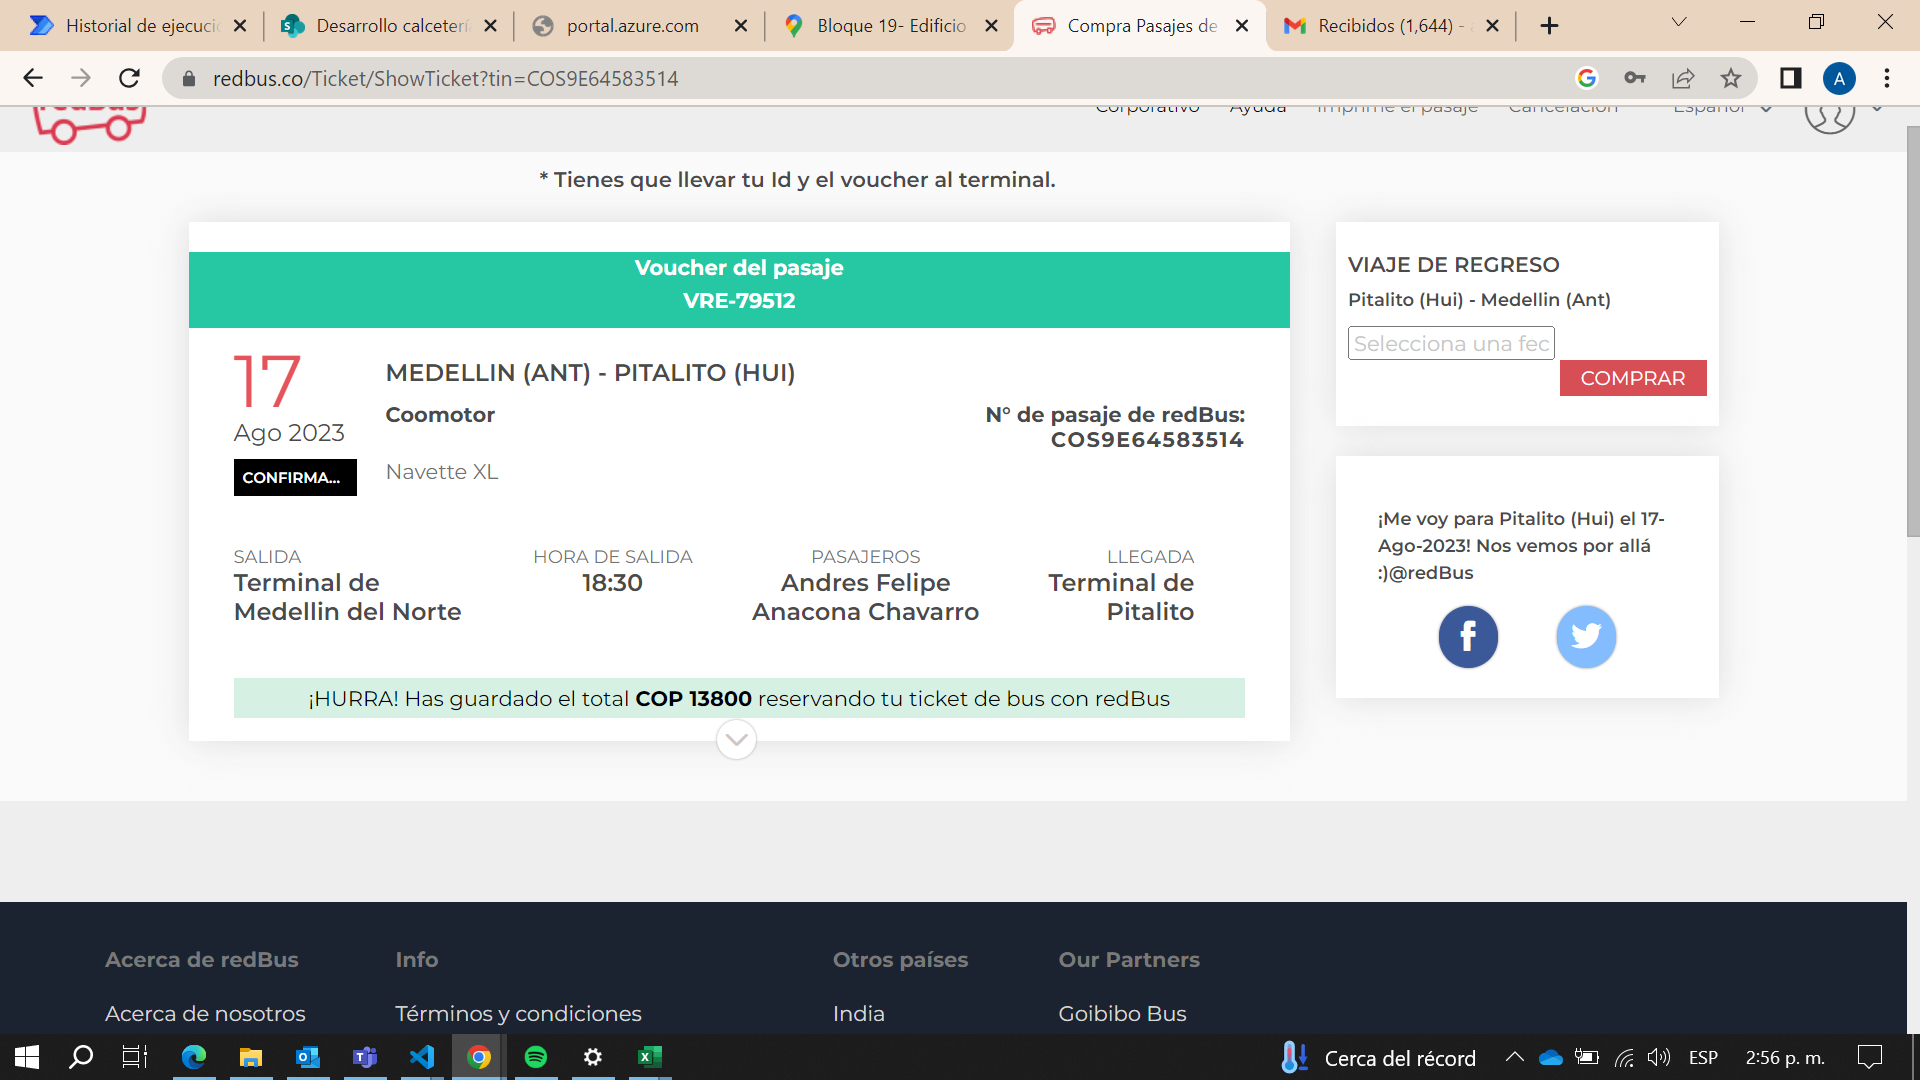 Historial de ejecuci
Desarrollo calceterí
portal.azure.com
Bloque 19- Edificio
Compra Pasajes de
Recibidos (1,644) -
redbus.co/Ticket/ShowTicket?tin=COS9E64583514
A
redBus
Corporativo
Ayuda
Imprime el pasaje
Cancelación
Español
* Tienes que llevar tu Id y el voucher al terminal.
Voucher del pasaje
VRE-79512
17
Ago 2023
CONFIRMA...
MEDELLIN (ANT) - PITALITO (HUI)
Coomotor
Navette XL
N° de pasaje de redBus:
COS9E64583514
SALIDA
Terminal de
Medellin del Norte
HORA DE SALIDA
18:30
PASAJEROS
Andres Felipe
Anacona Chavarro
LLEGADA
Terminal de
Pitalito
¡HURRA! Has guardado el total COP 13800 reservando tu ticket de bus con redBus
VIAJE DE REGRESO
Pitalito (Hui) - Medellin (Ant)
Selecciona una fec
COMPRAR
¡Me voy para Pitalito (Hui) el 17-
Ago-2023! Nos vemos por allá
:)@redBus
Acerca de redBus
Info
Otros países
Our Partners
Acerca de nosotros
Términos y condiciones
India
Goibibo Bus
Cerca del récord
ESP
2:56 p. m.